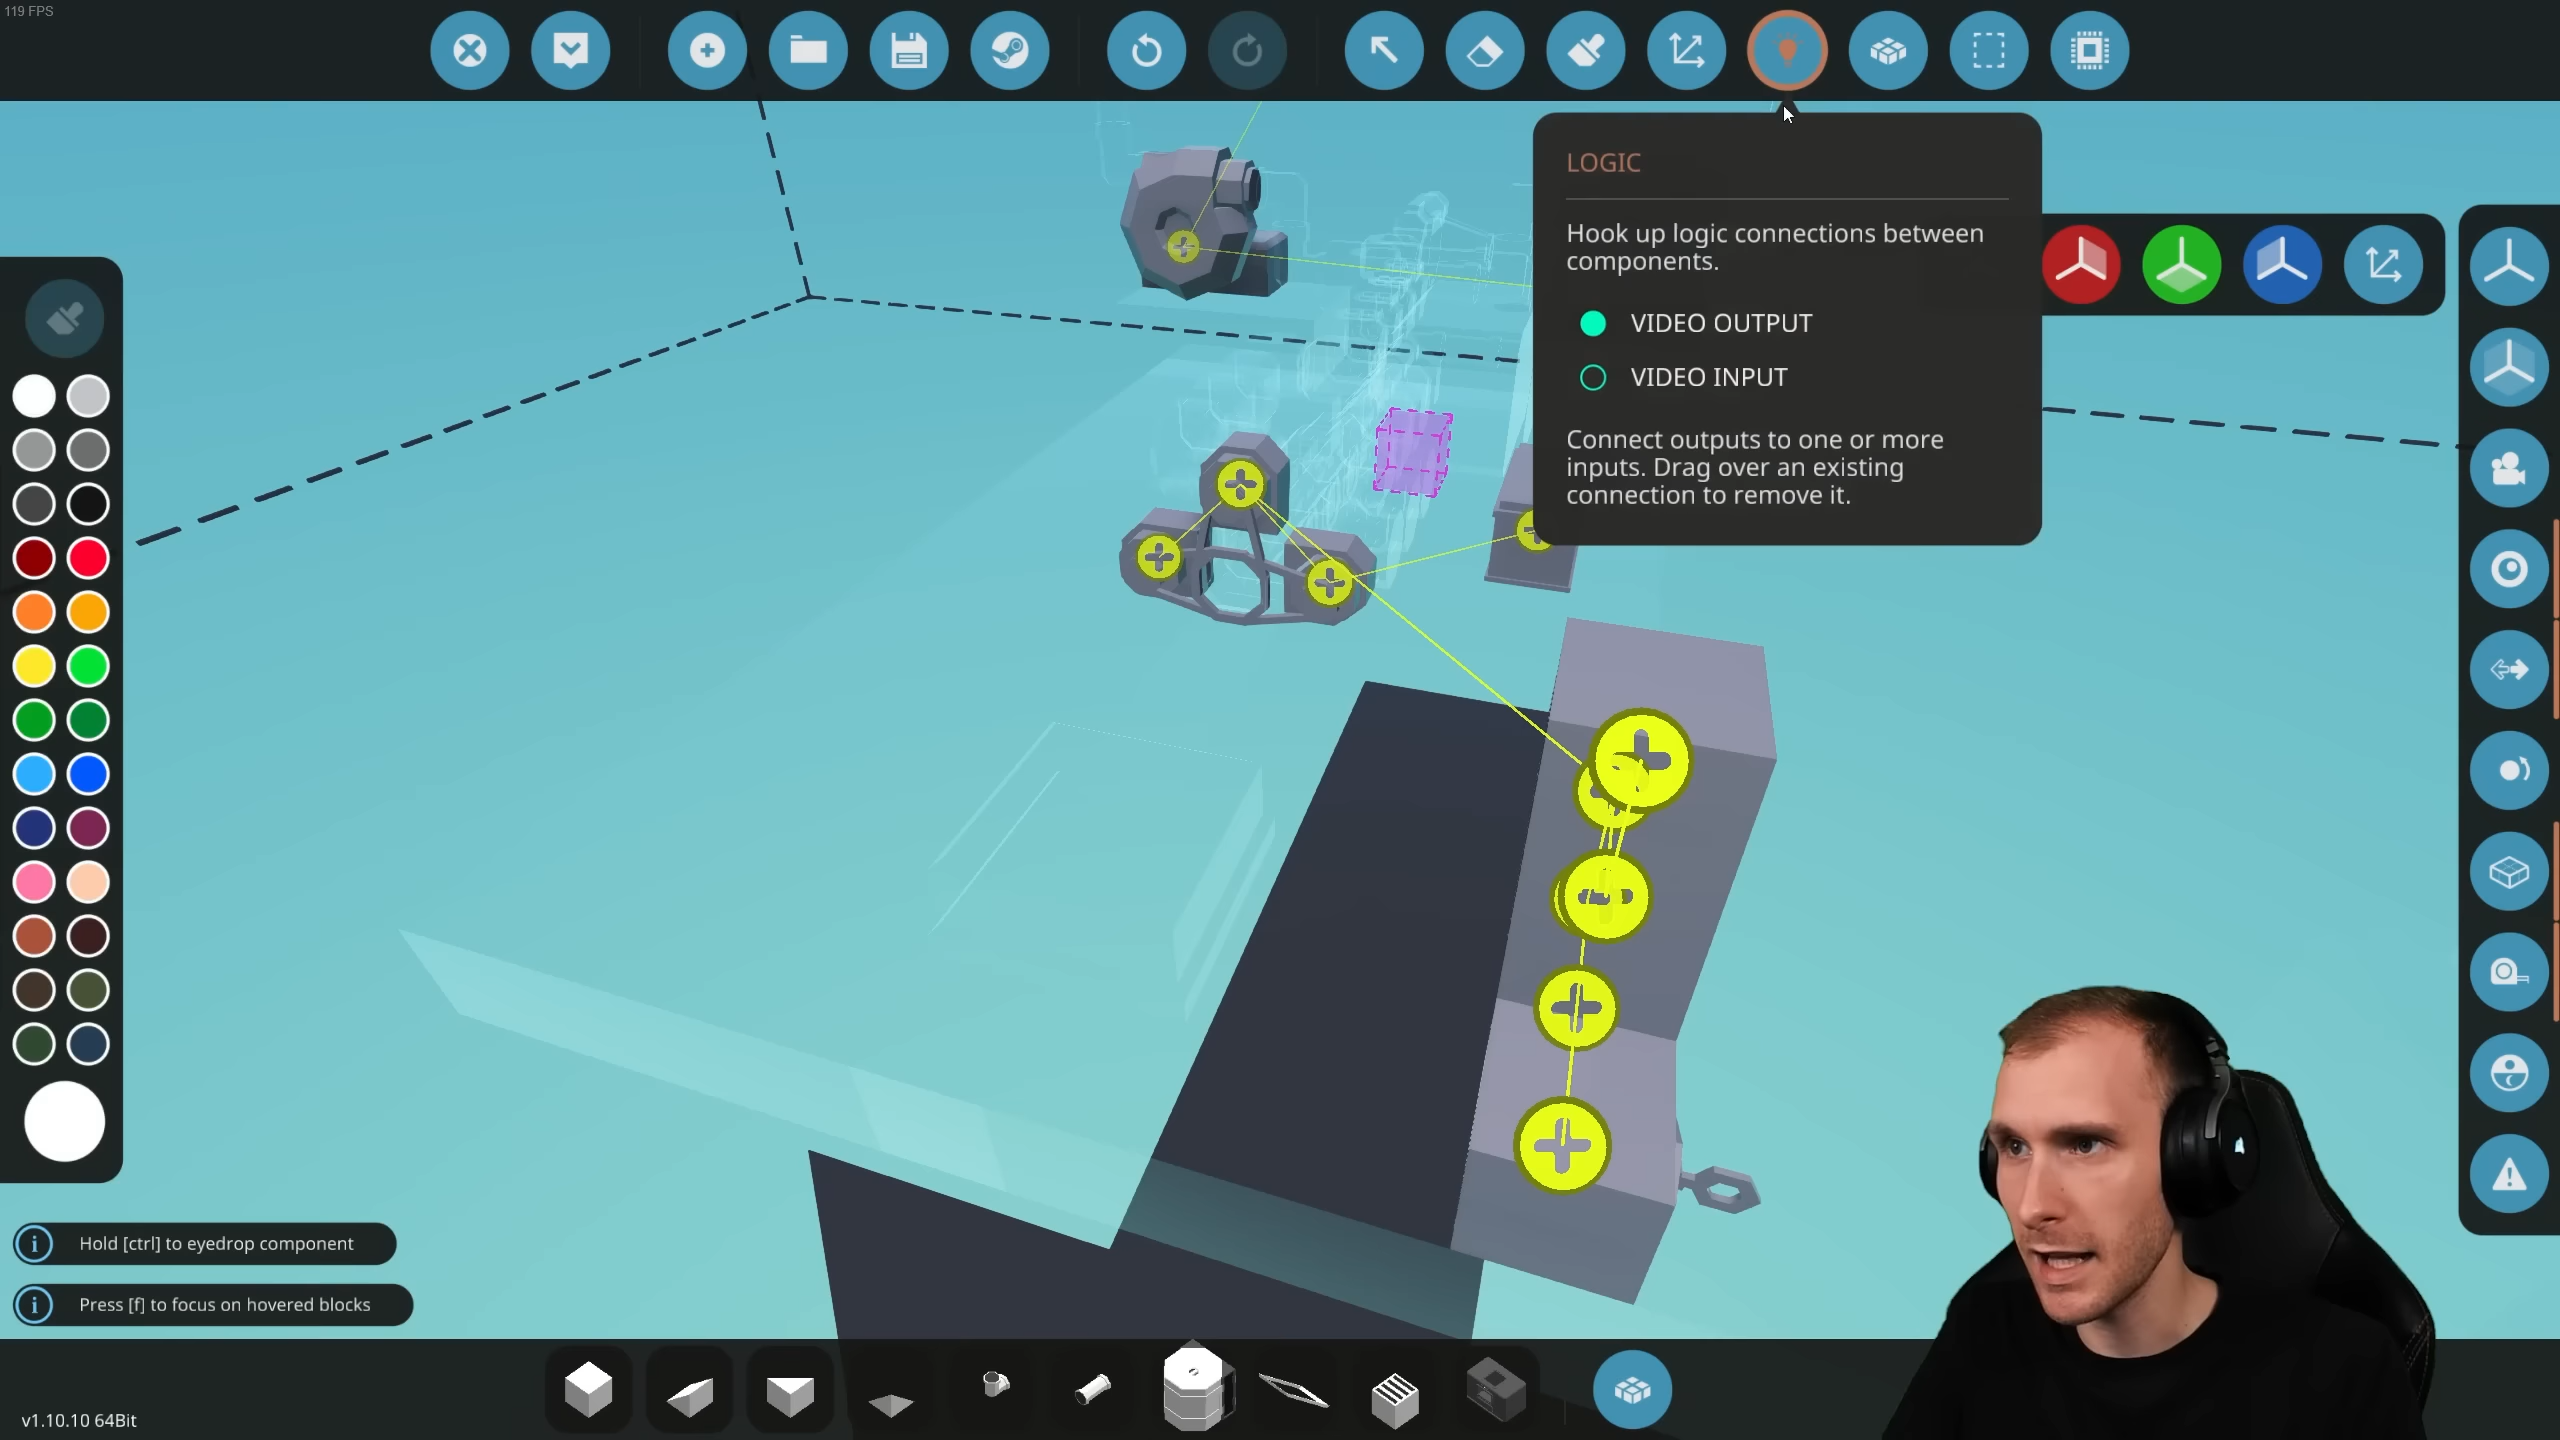 119 FPS
LOGIC
Hook up logic connections between
components.
VIDEO OUTPUT
VIDEO INPUT
Connect outputs to one or more
inputs. Drag over an existing
connection to remove it.
Hold [ctrl] to eyedrop component
Press [f] to focus on hovered blocks
v1.10.10 64Bit